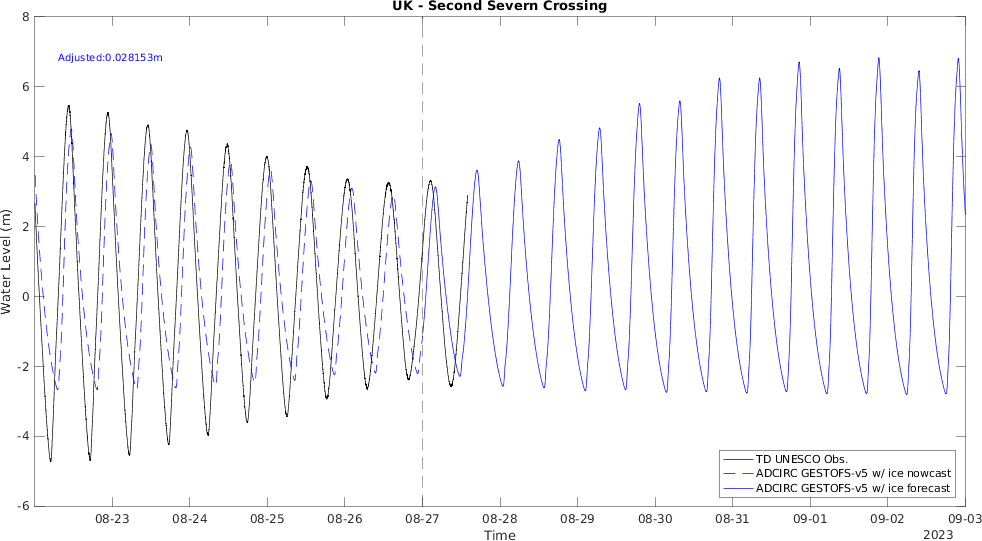 UK - Second Severn Crossing
Adjusted:0.028153m
Water Level (m)
8
6
4
2
0
-2
-4
-6
TD UNESCO Obs.
ADCIRC GESTOFS-v5 w/ ice nowcast
ADCIRC GESTOFS-v5 w/ ice forecast
08-23 08-24 08-25 08-26 08-27 08-28 08-29 08-30 08-31 09-01 09-02 09-03
Time
2023